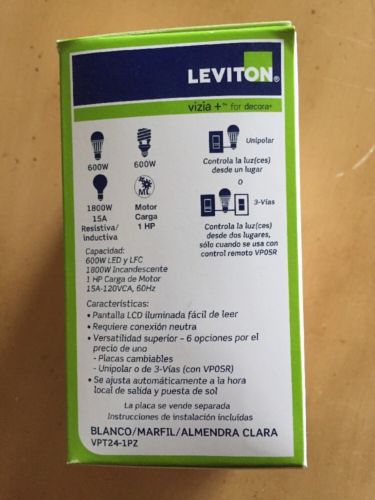 LEVITON®
vizia +™ for decora®
600W
600W
Unipolar
Controla la luz(ces)
desde un lugar
O
1800W
15A
Resistiva/
inductiva
ML
Motor
Carga
1 HP
3-Vías
Controla la luz(ces)
desde dos lugares,
sólo cuando se usa con
control remoto VP0SR
Capacidad:
600W LED y LFC
1800W Incandescente
1 HP Carga de Motor
15A-120VCA, 60Hz
Características:
• Pantalla LCD iluminada fácil de leer
• Requiere conexión neutra
• Versatilidad superior – 6 opciones por el
precio de uno
- Placas cambiables
- Unipolar o de 3-Vías (con VP0SR)
• Se ajusta automáticamente a la hora
local de salida y puesta de sol
La placa se vende separada
Instrucciones de instalación incluídas
BLANCO/MARFIL/ALMENDRA CLARA
VPT24-1PZ